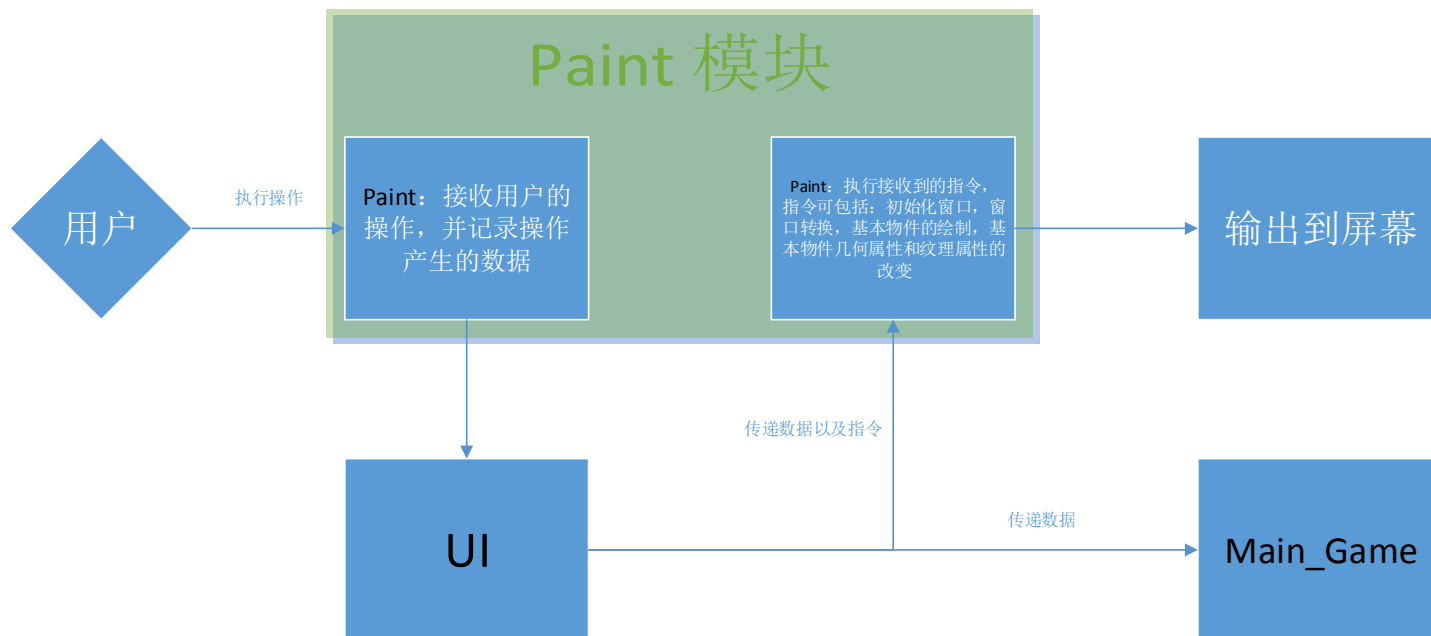 Paint 模块
用户
执行操作
Paint：接收用户的
操作，并记录操作
产生的数据
Paint：执行接收到的指令，
指令可包括：初始化窗口，窗
口转换，基本物件的绘制，基
本物件几何属性和纹理属性的
改变
输出到屏幕
传递数据以及指令
UI
传递数据
Main_Game